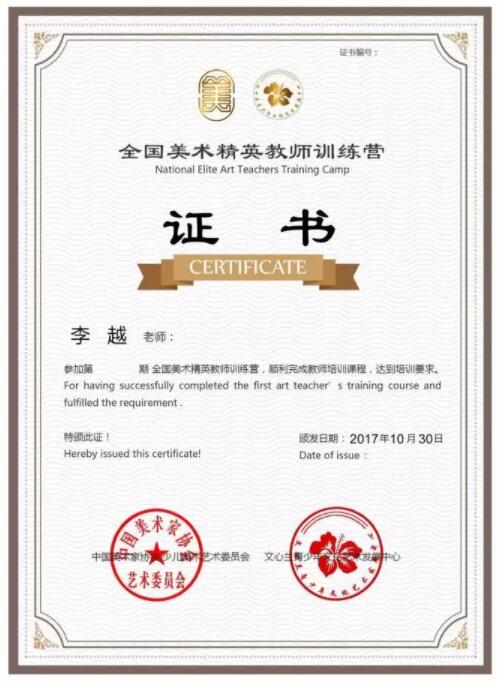 证书编号：
美
全国美术精英教师训练营
National Elite Art Teachers Training Camp
证 书
CERTIFICATE
李 越 老师：
参加第 期 全国美术精英教师训练营，顺利完成教师培训课程，达到培训要求。
For having successfully completed the first art teacher’s training course and
fulfilled the requirement .
特颁此证！ 颁发日期：2017年10月30日
Hereby issued this certificate! Date of issue：
中国美术家协会少儿美术艺术委员会 文心兰青少年文化艺术发展中心
中国美术家协会
艺术委员会